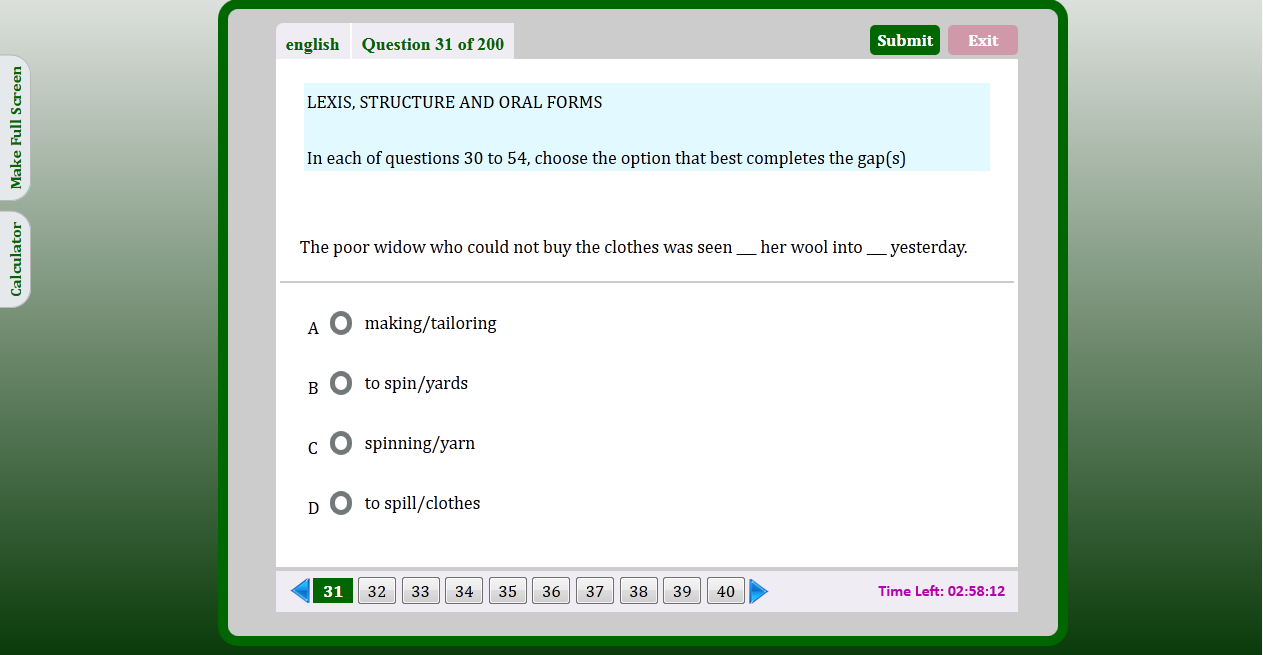 Make Full Screen
Calculator
english Question 31 of 200 Submit Exit
LEXIS, STRUCTURE AND ORAL FORMS
In each of questions 30 to 54, choose the option that best completes the gap(s)
The poor widow who could not buy the clothes was seen __ her wool into __ yesterday.
A making/tailoring
B to spin/yards
C spinning/yarn
D to spill/clothes
31 32 33 34 35 36 37 38 39 40 Time Left: 02:58:12